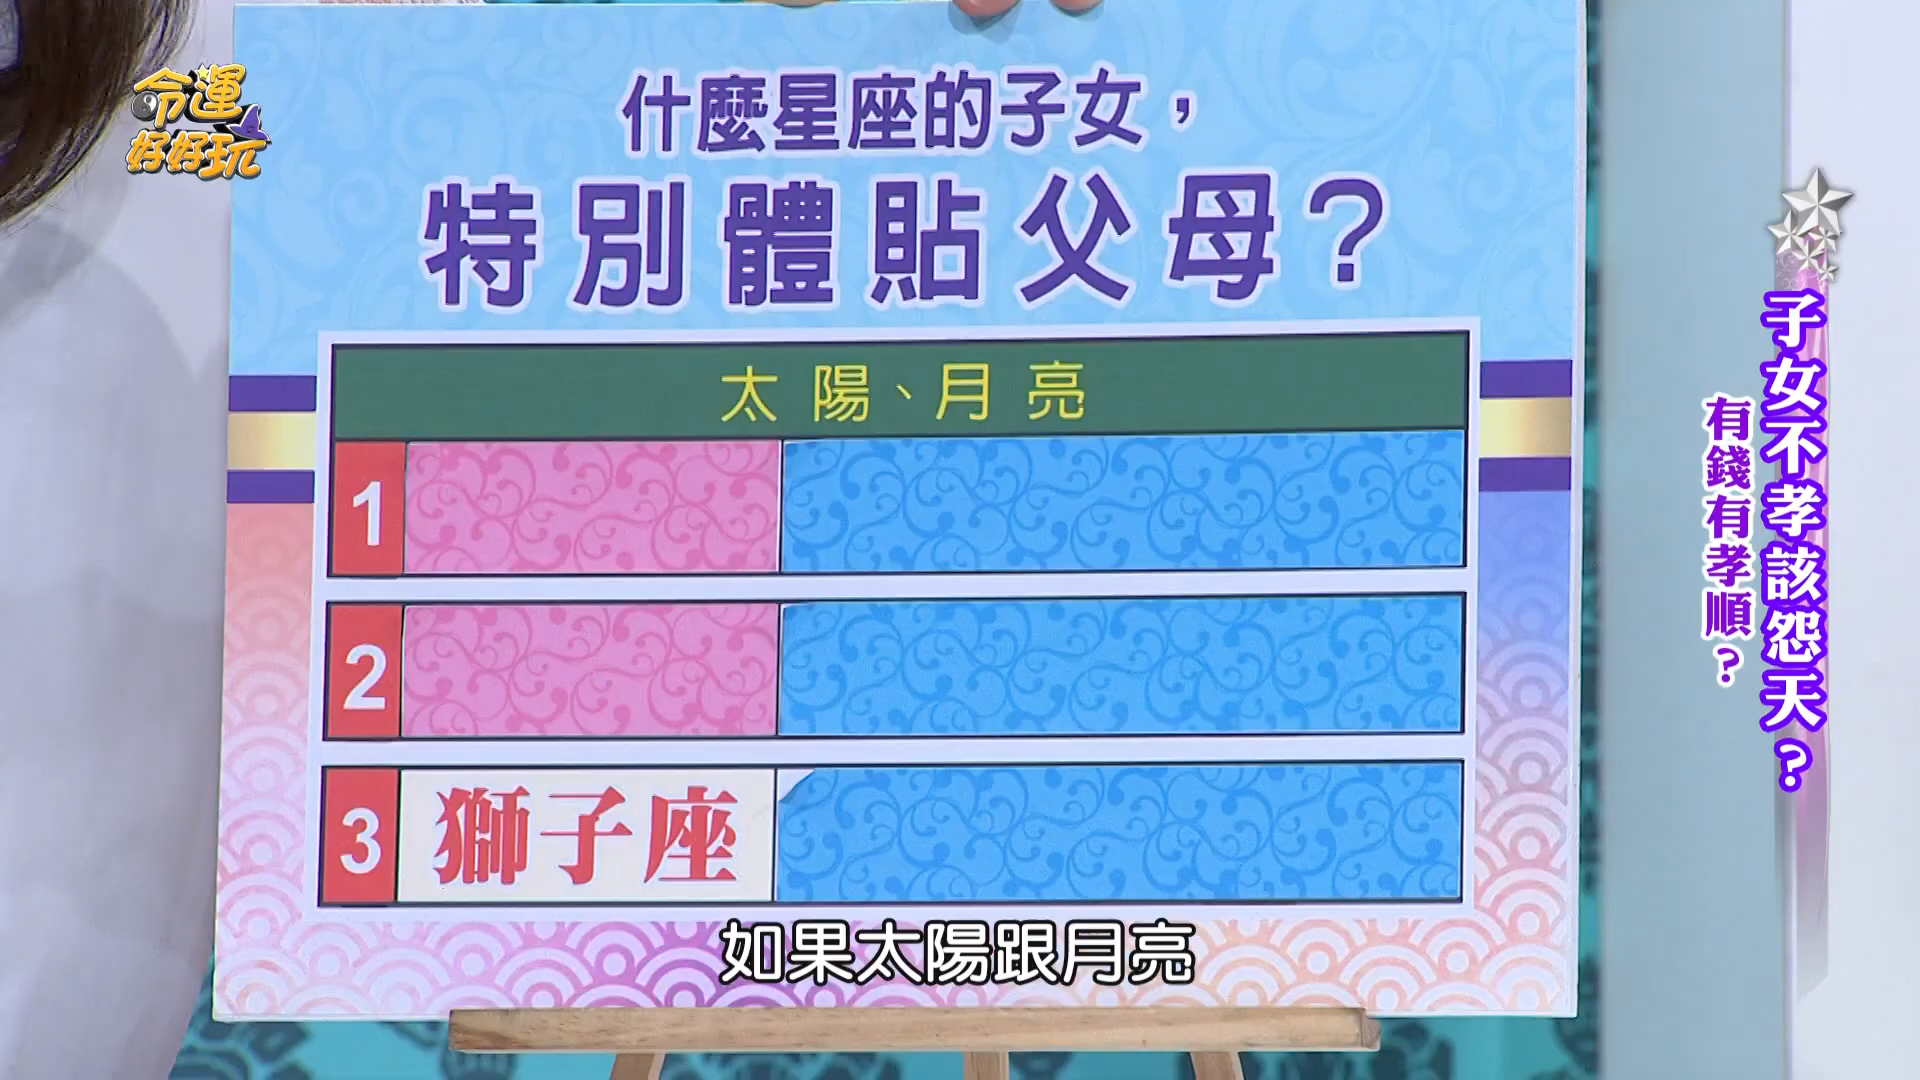 命運
好好玩
什麼星座的子女，
特別體貼父母？
太陽、月亮
1
2
3 獅子座
子女不孝該怨天？
有錢有孝順？
如果太陽跟月亮